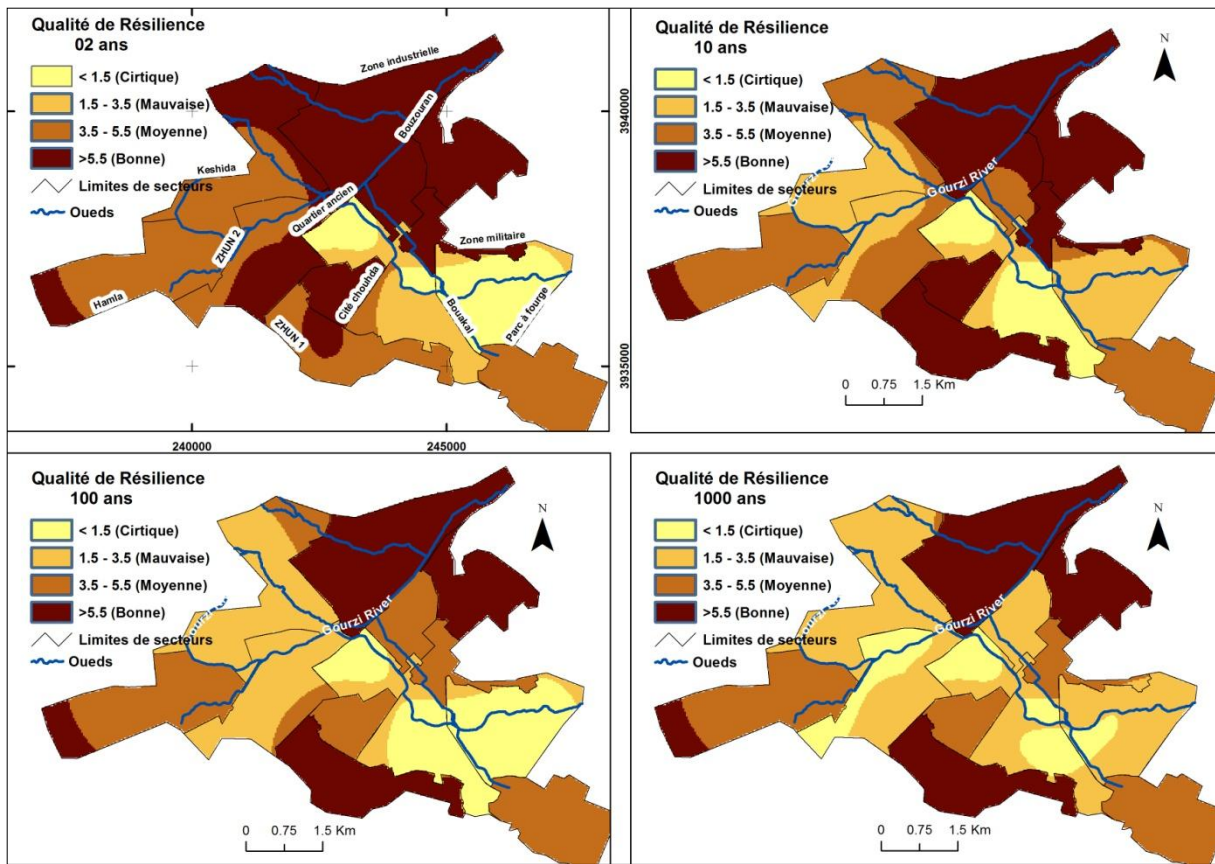 Qualité de Résilience
02 ans
< 1.5 (Cirtique)
1.5 - 3.5 (Mauvaise)
3.5 - 5.5 (Moyenne)
>5.5 (Bonne)
Limites de secteurs
Oueds
Zone industrielle
Bouzouran
Keshida
Quartier ancien
ZHUN 2
Zone militaire
Hamla
Cité chouhda
Bouakal
Parc à fourge
ZHUN 1
240000
245000
3940000
3935000
Qualité de Résilience
10 ans
N
< 1.5 (Cirtique)
1.5 - 3.5 (Mauvaise)
3.5 - 5.5 (Moyenne)
>5.5 (Bonne)
Limites de secteurs
Oueds
Gourzi River
0 0.75 1.5 Km
Qualité de Résilience
100 ans
N
< 1.5 (Cirtique)
1.5 - 3.5 (Mauvaise)
3.5 - 5.5 (Moyenne)
>5.5 (Bonne)
Limites de secteurs
Oueds
Gourzi River
0 0.75 1.5 Km
Qualité de Résilience
1000 ans
N
< 1.5 (Cirtique)
1.5 - 3.5 (Mauvaise)
3.5 - 5.5 (Moyenne)
>5.5 (Bonne)
Limites de secteurs
Oueds
Gourzi River
0 0.75 1.5 Km